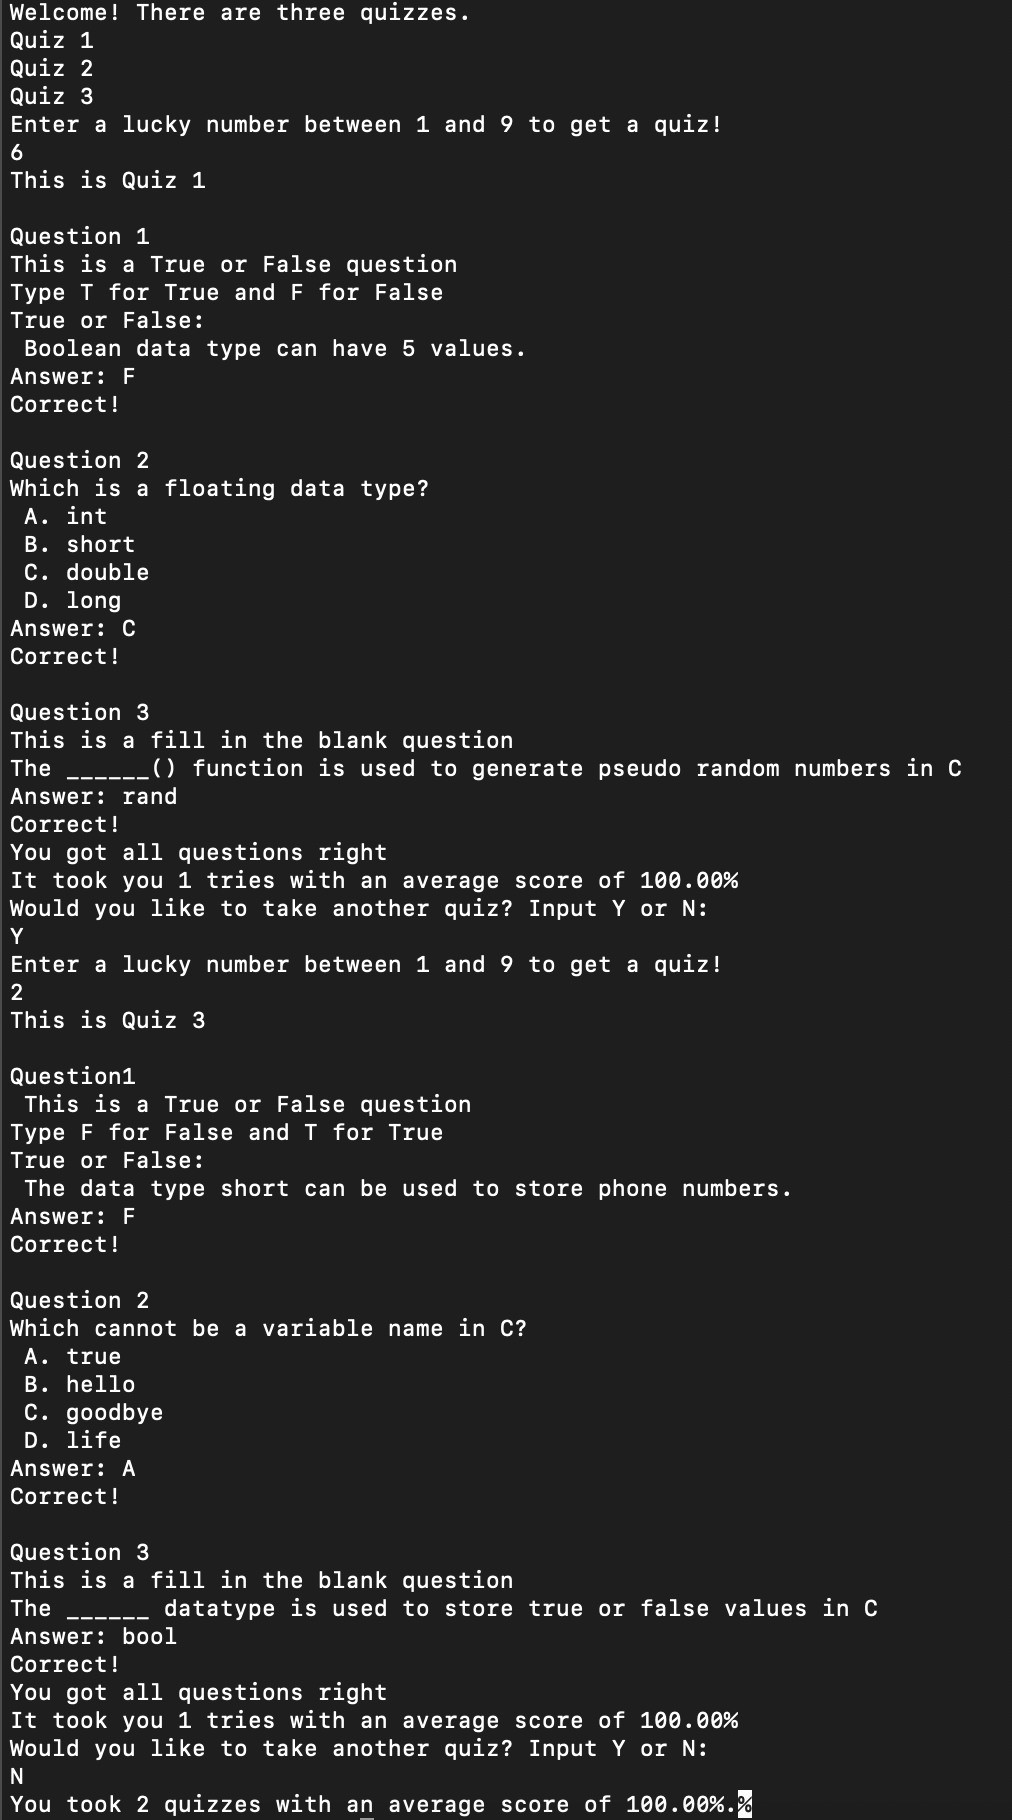 Welcome! There are three quizzes.
Quiz 1
Quiz 2
Quiz 3
Enter a lucky number between 1 and 9 to get a quiz!
6
This is Quiz 1

Question 1
This is a True or False question
Type T for True and F for False
True or False:
 Boolean data type can have 5 values.
Answer: F
Correct!

Question 2
Which is a floating data type?
 A. int
 B. short
 C. double
 D. long
Answer: C
Correct!

Question 3
This is a fill in the blank question
The ______() function is used to generate pseudo random numbers in C
Answer: rand
Correct!
You got all questions right
It took you 1 tries with an average score of 100.00%
Would you like to take another quiz? Input Y or N:
Y
Enter a lucky number between 1 and 9 to get a quiz!
2
This is Quiz 3

Question1
 This is a True or False question
Type F for False and T for True
True or False:
 The data type short can be used to store phone numbers.
Answer: F
Correct!

Question 2
Which cannot be a variable name in C?
 A. true
 B. hello
 C. goodbye
 D. life
Answer: A
Correct!

Question 3
This is a fill in the blank question
The ______ datatype is used to store true or false values in C
Answer: bool
Correct!
You got all questions right
It took you 1 tries with an average score of 100.00%
Would you like to take another quiz? Input Y or N:
N
You took 2 quizzes with an average score of 100.00%.%